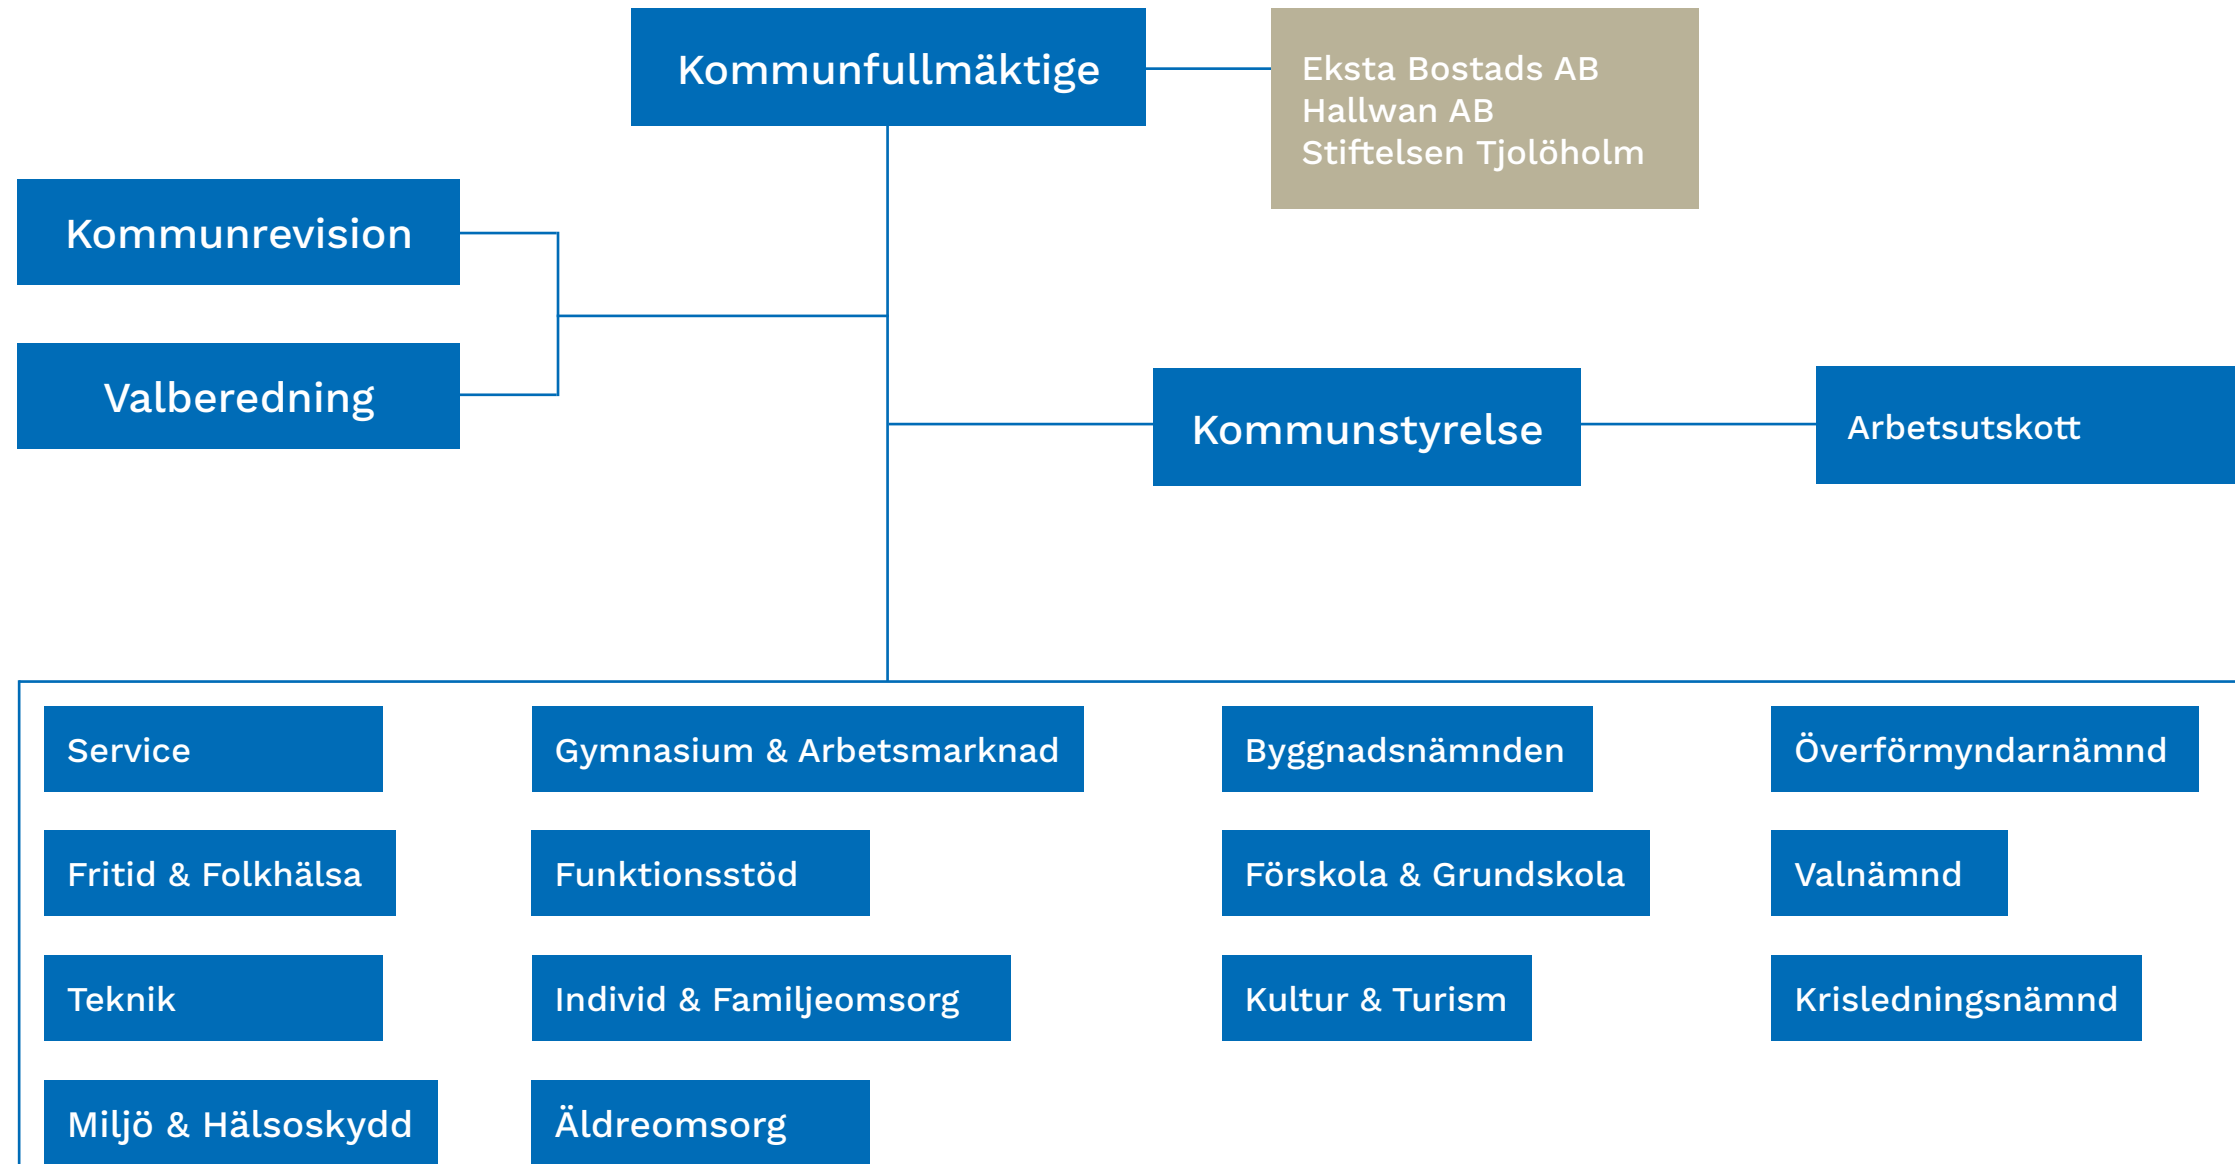 Kommunfullmäktige
Eksta Bostads AB
Hallwan AB
Stiftelsen Tjolöholm
Kommunrevision
Valberedning
Kommunstyrelse
Arbetsutskott
Service
Gymnasium & Arbetsmarknad
Byggnadsnämnden
Överförmyndarnämnd
Fritid & Folkhälsa
Funktionsstöd
Förskola & Grundskola
Valnämnd
Teknik
Individ & Familjeomsorg
Kultur & Turism
Krisledningsnämnd
Miljö & Hälsoskydd
Äldreomsorg